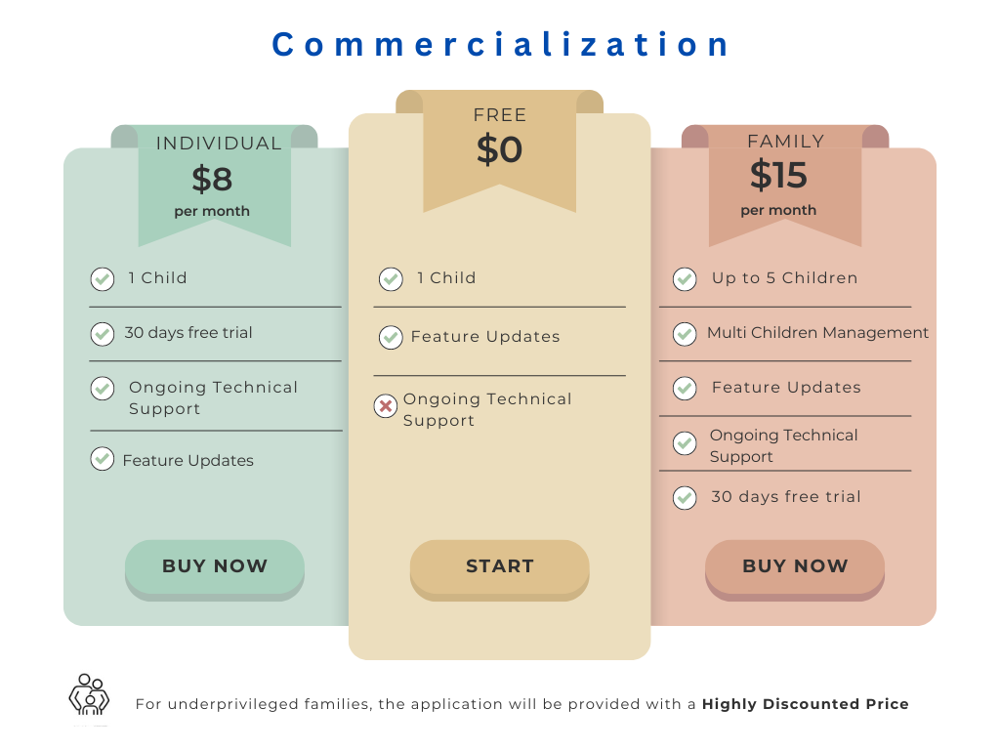 Commercialization
INDIVIDUAL
$8
per month
1 Child
30 days free trial
Ongoing Technical
Support
Feature Updates
BUY NOW
FREE
$0
1 Child
Feature Updates
Ongoing Technical
Support
START
FAMILY
$15
per month
Up to 5 Children
Multi Children Management
Feature Updates
Ongoing Technical
Support
30 days free trial
BUY NOW
For underprivileged families, the application will be provided with a Highly Discounted Price